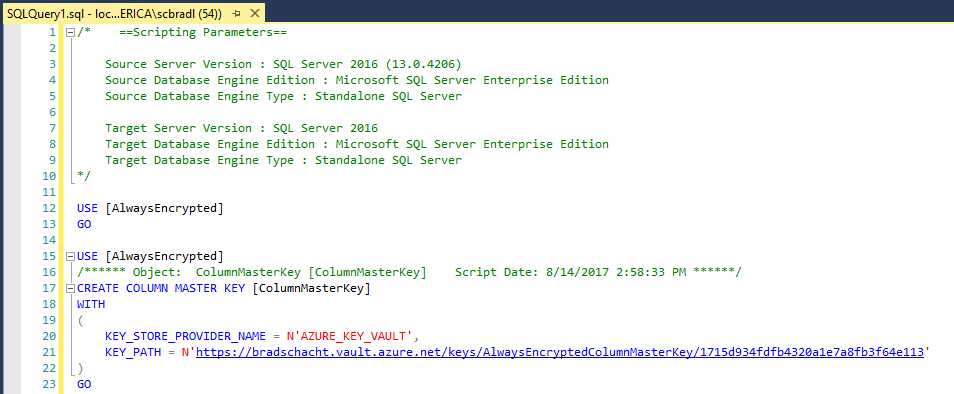 SQLQuery1.sql - loc...ERICA\scbradl (54))
1 /*    ==Scripting Parameters==
2
3     Source Server Version : SQL Server 2016 (13.0.4206)
4     Source Database Engine Edition : Microsoft SQL Server Enterprise Edition
5     Source Database Engine Type : Standalone SQL Server
6
7     Target Server Version : SQL Server 2016
8     Target Database Engine Edition : Microsoft SQL Server Enterprise Edition
9     Target Database Engine Type : Standalone SQL Server
10 */
11
12 USE [AlwaysEncrypted]
13 GO
14
15 USE [AlwaysEncrypted]
16 /****** Object:  ColumnMasterKey [ColumnMasterKey]    Script Date: 8/14/2017 2:58:33 PM ******/
17 CREATE COLUMN MASTER KEY [ColumnMasterKey]
18 WITH
19 (
20     KEY_STORE_PROVIDER_NAME = N'AZURE_KEY_VAULT',
21     KEY_PATH = N'https://bradschacht.vault.azure.net/keys/AlwaysEncryptedColumnMasterKey/1715d934fdfb4320a1e7a8fb3f64e113'
22 )
23 GO